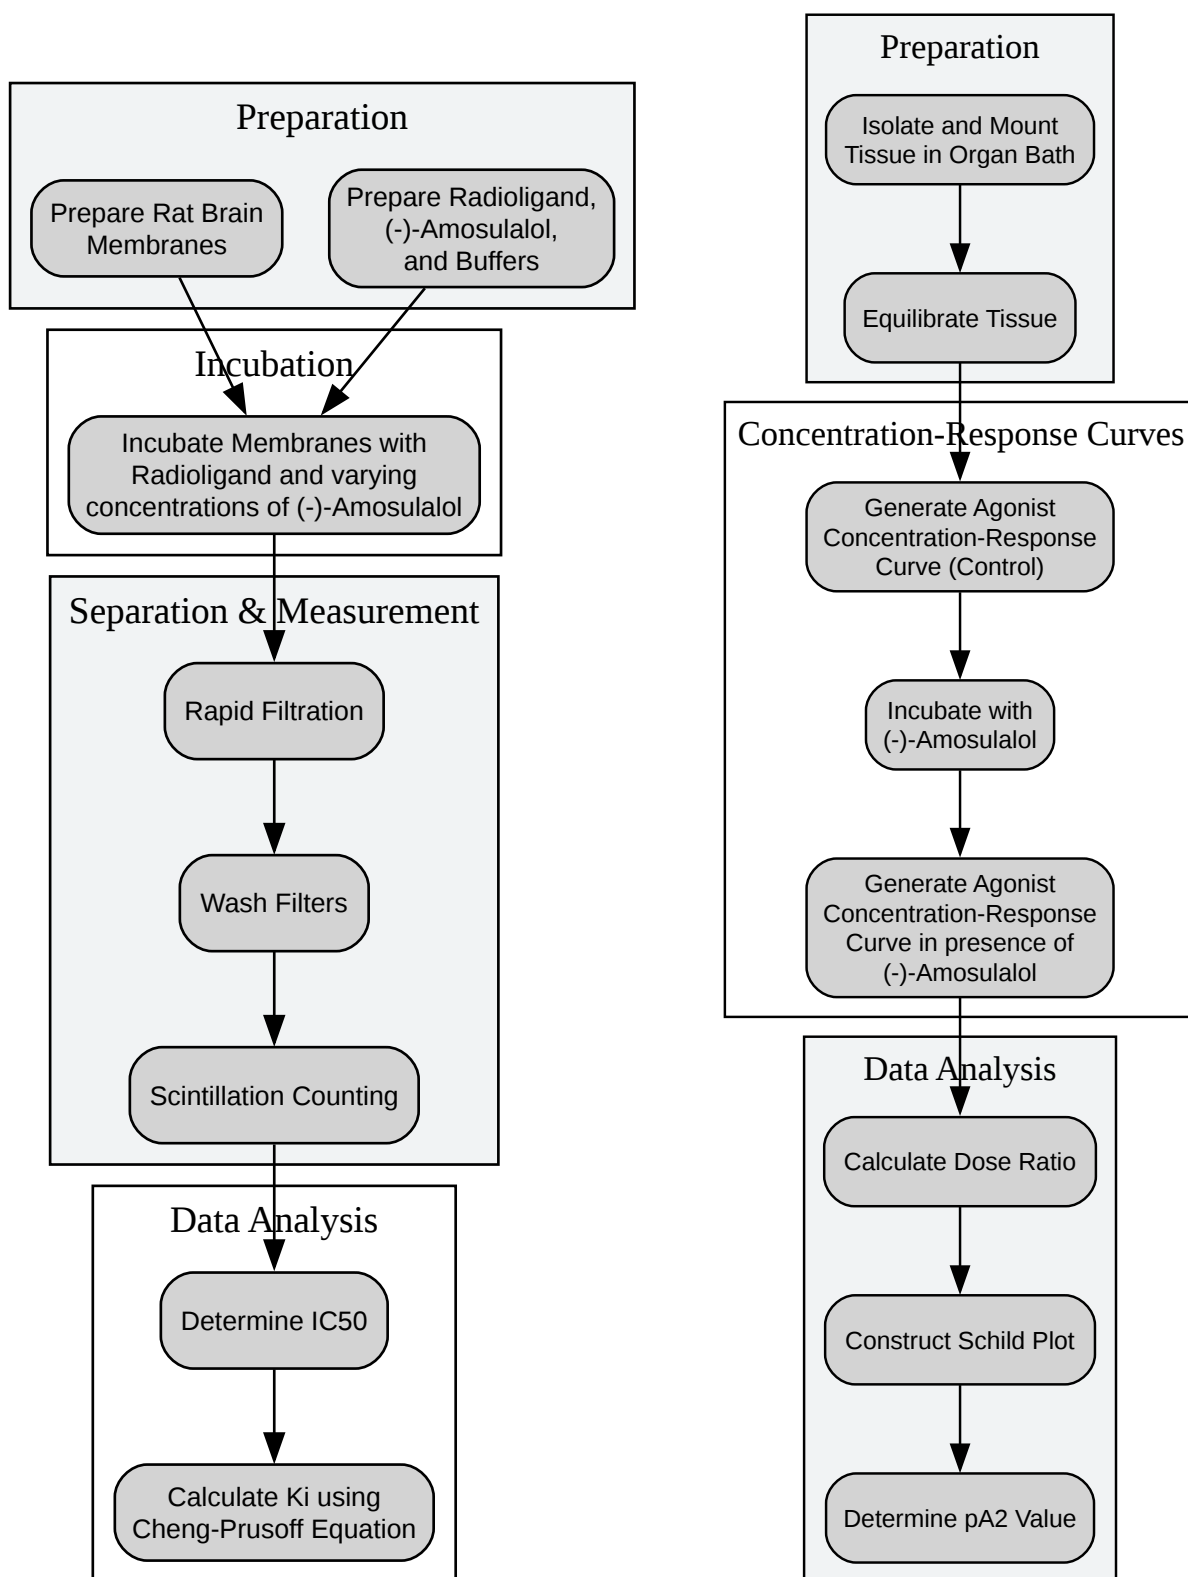 Preparation
Prepare Rat Brain
Membranes
Prepare Radioligand,
(-)-Amosulalol,
and Buffers
Incubation
Incubate Membranes with
Radioligand and varying
concentrations of (-)-Amosulalol
Separation & Measurement
Rapid Filtration
Wash Filters
Scintillation Counting
Data Analysis
Determine IC50
Calculate Ki using
Cheng-Prusoff Equation
Preparation
Isolate and Mount
Tissue in Organ Bath
Equilibrate Tissue
Concentration-Response Curves
Generate Agonist
Concentration-Response
Curve (Control)
Incubate with
(-)-Amosulalol
Generate Agonist
Concentration-Response
Curve in presence of
(-)-Amosulalol
Data Analysis
Calculate Dose Ratio
Construct Schild Plot
Determine pA2 Value